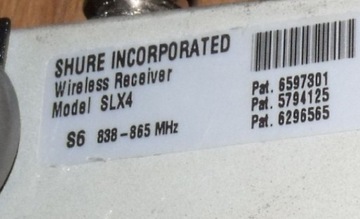 SHURE INCORPORATED
Wireless Receiver
Model SLX4
S6 838-865 MHz
Pat. 6597301
Pat. 5794125
Pat. 6296565